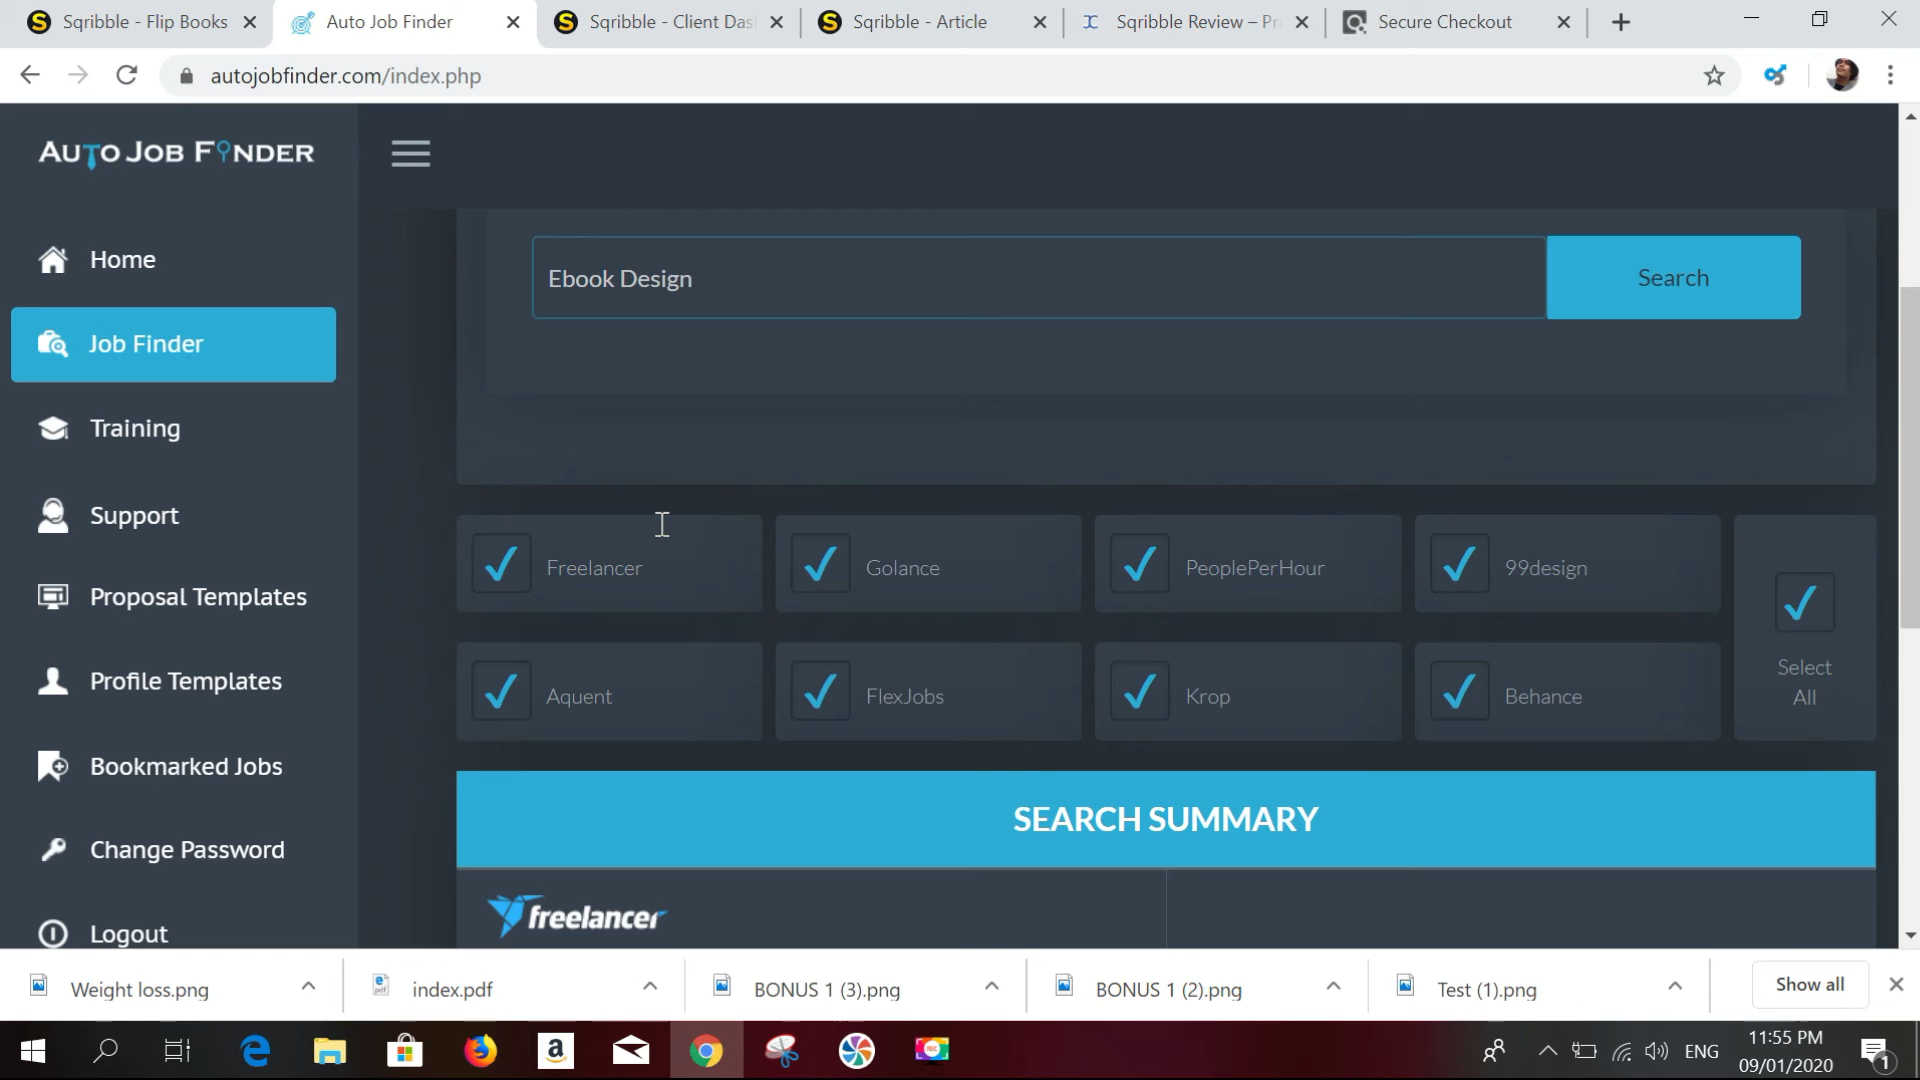 Sqribble - Flip Books
Auto Job Finder
Sqribble - Client Das
Sqribble - Article
Sqribble Review – Pr
Secure Checkout
autojobfinder.com/index.php
AUTO JOB FINDER
Home
Job Finder
Training
Support
Proposal Templates
Profile Templates
Bookmarked Jobs
Change Password
Logout
Ebook Design
Search
Freelancer
Golance
PeoplePerHour
99design
Aquent
FlexJobs
Krop
Behance
Select
All
SEARCH SUMMARY
freelancer
Weight loss.png
index.pdf
BONUS 1 (3).png
BONUS 1 (2).png
Test (1).png
Show all
ENG
11:55 PM
09/01/2020
1